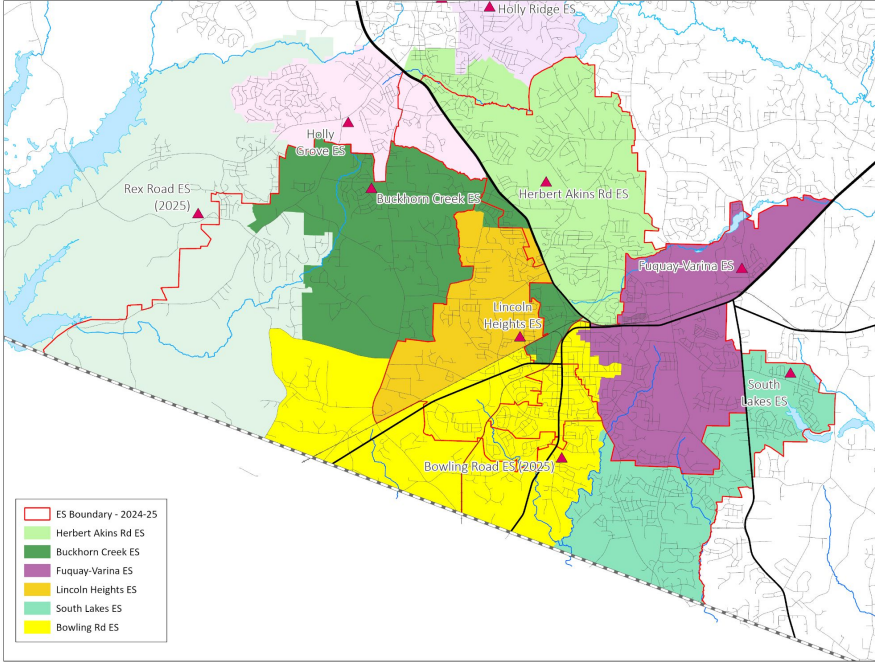 Holly Ridge ES
Holly
Grove ES
Rex Road ES
(2025)
Buckhorn Creek ES
Herbert Akins Rd ES
Fuquay-Varina ES
Lincoln
Heights ES
South
Lakes ES
Bowling Road ES (2025)
ES Boundary - 2024-25
Herbert Akins Rd ES
Buckhorn Creek ES
Fuquay-Varina ES
Lincoln Heights ES
South Lakes ES
Bowling Rd ES